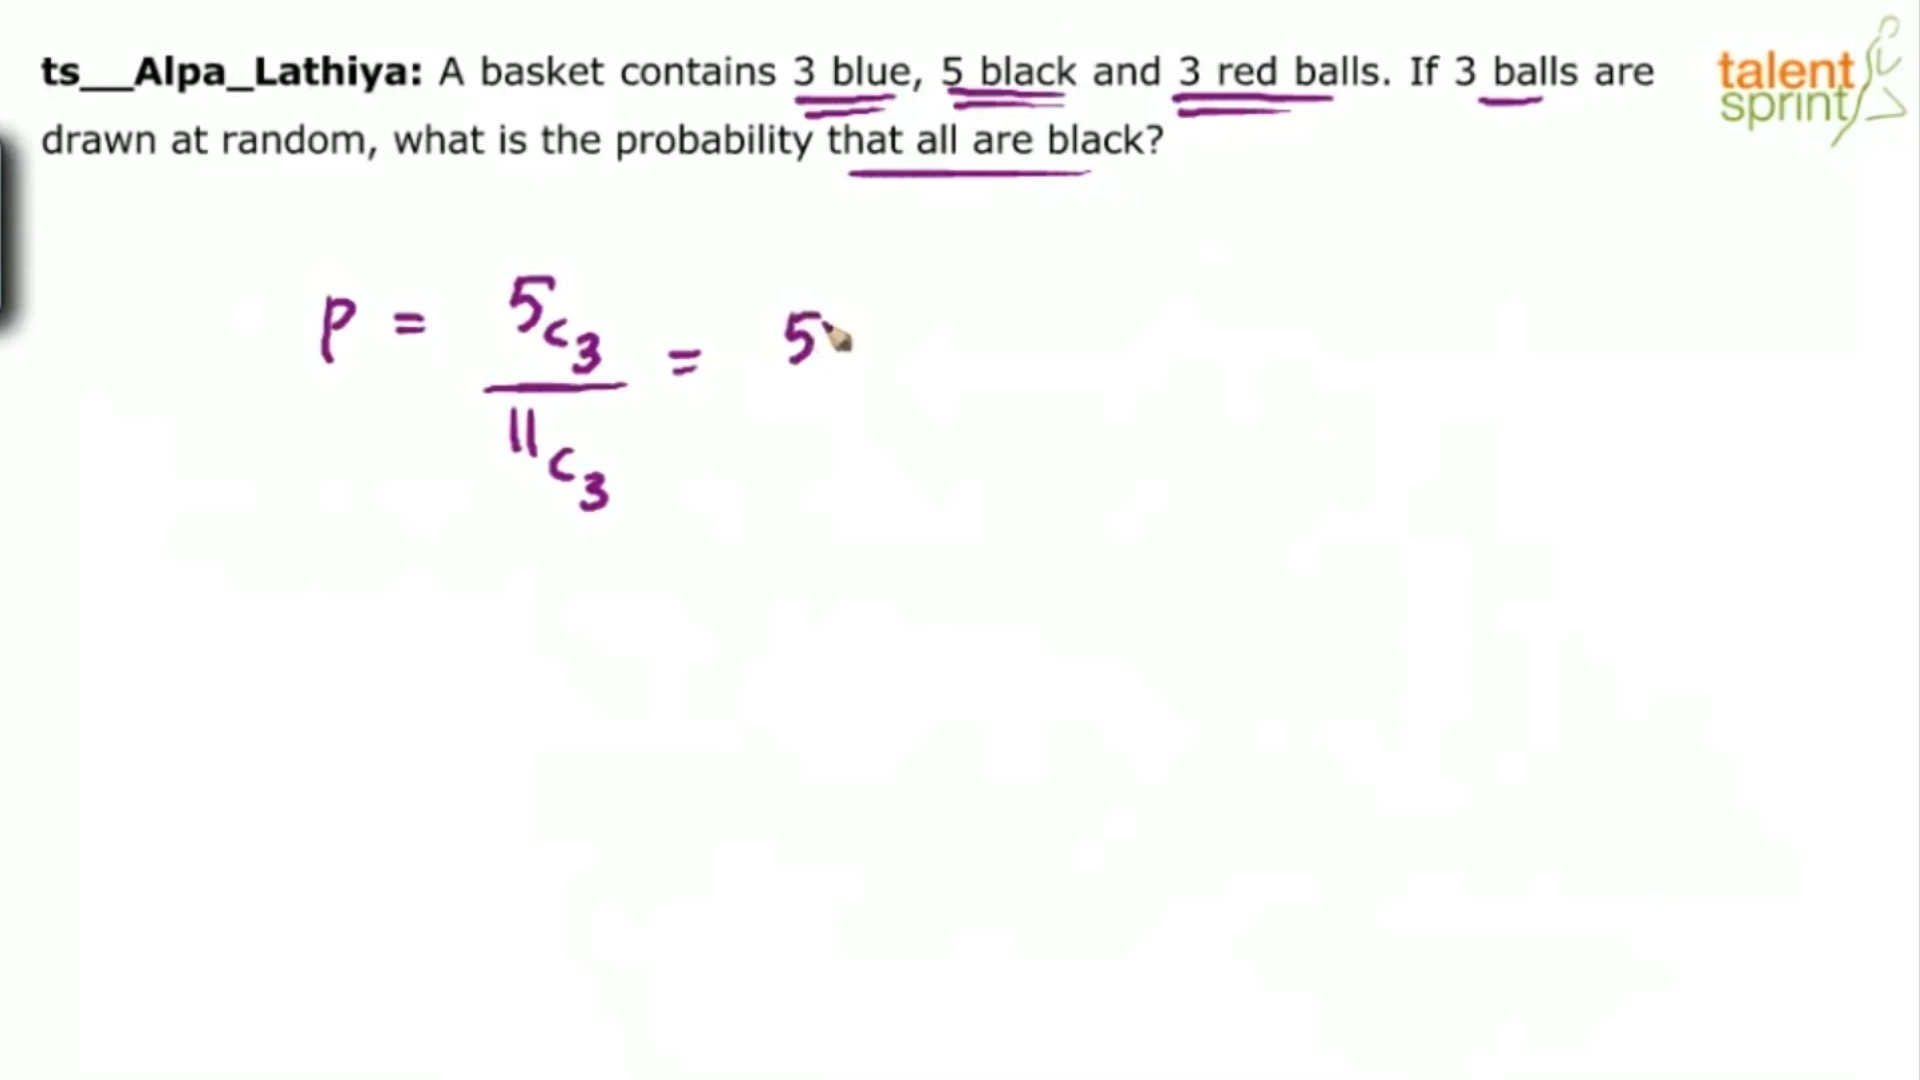 ts__Alpa_Lathiya: A basket contains 3 blue, 5 black and 3 red balls. If 3 balls are
drawn at random, what is the probability that all are black?
talent
sprint
P = 5c3 / 11c3 = 5